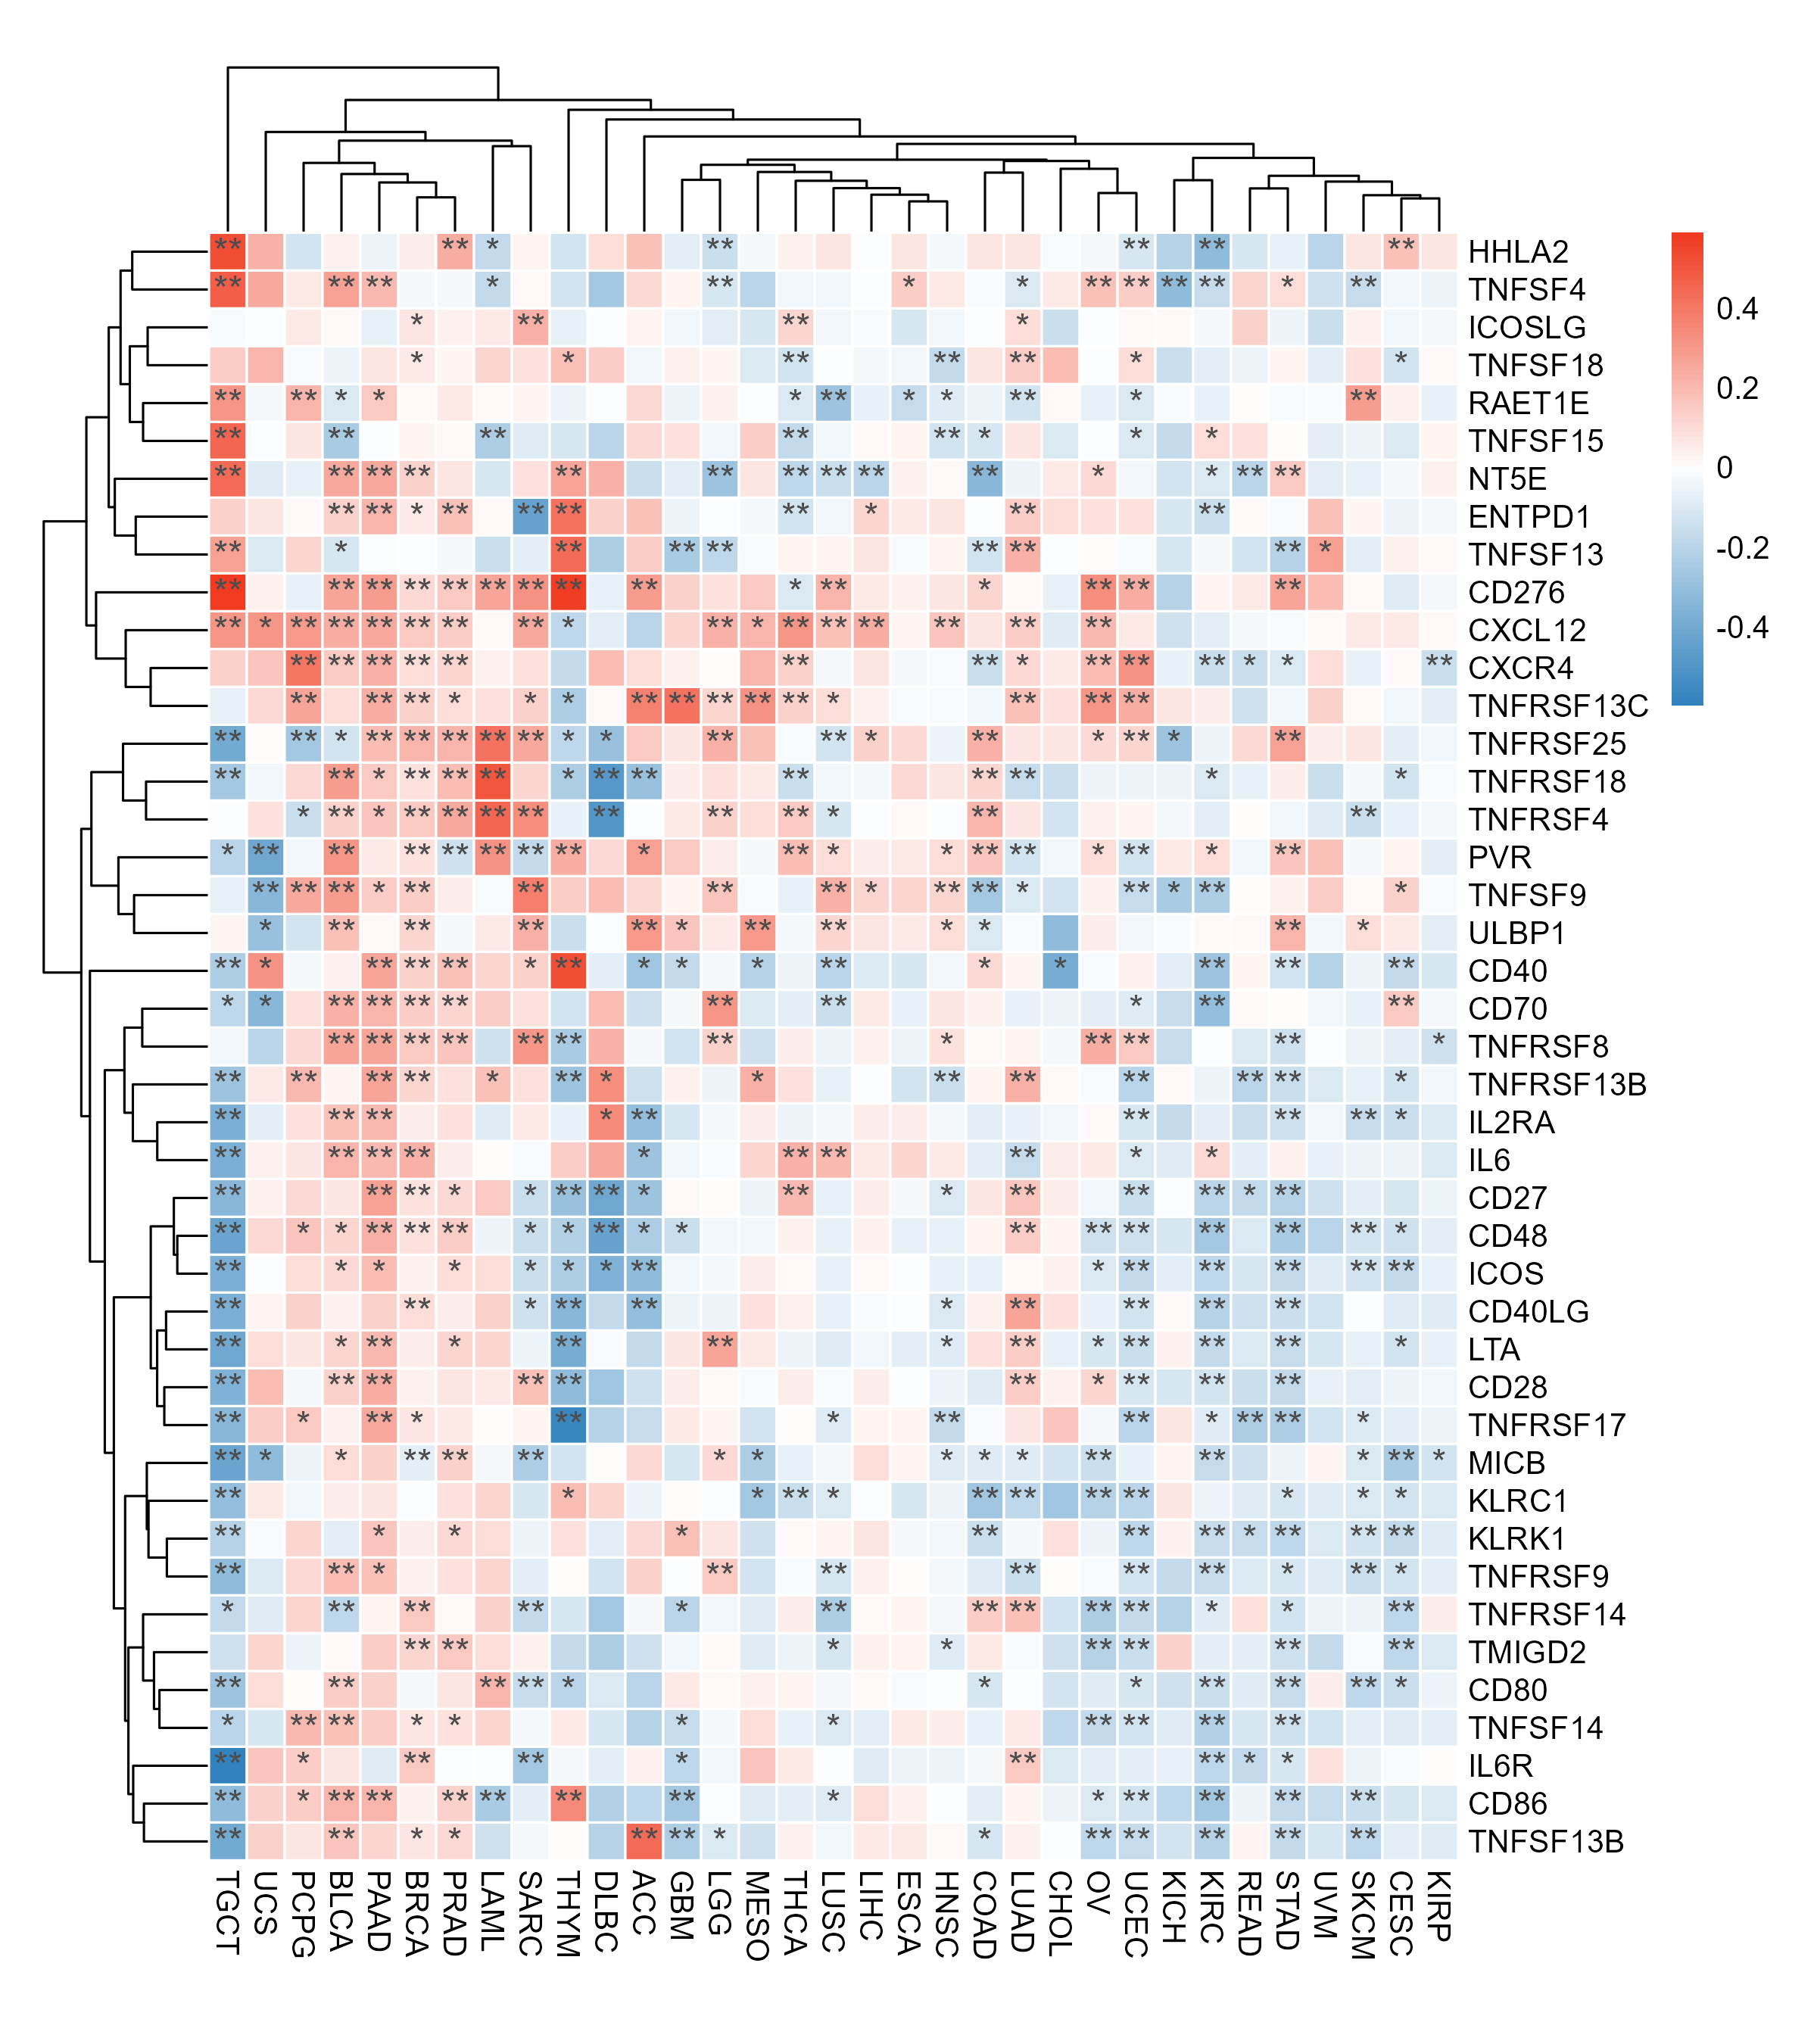 HHLA2
TNFSF4
ICOSLG
TNFSF18
RAET1E
TNFSF15
NT5E
ENTPD1
TNFSF13
CD276
CXCL12
CXCR4
TNFRSF13C
TNFRSF25
TNFRSF18
TNFRSF4
PVR
TNFSF9
ULBP1
CD40
CD70
TNFRSF8
TNFRSF13B
IL2RA
IL6
CD27
CD48
ICOS
CD40LG
LTA
CD28
TNFRSF17
MICB
KLRC1
KLRK1
TNFRSF9
TNFRSF14
TMIGD2
CD80
TNFSF14
IL6R
CD86
TNFSF13B
0.4
0.2
0
-0.2
-0.4
TGCT
UCS
PCPG
BLCA
PAAD
BRCA
PRAD
LAML
SARC
THYM
DLBC
ACC
GBM
LGG
MESO
THCA
LUSC
LIHC
ESCA
HNSC
COAD
LUAD
CHOL
OV
UCEC
KICH
KIRC
READ
STAD
UVM
SKCM
CESC
KIRP